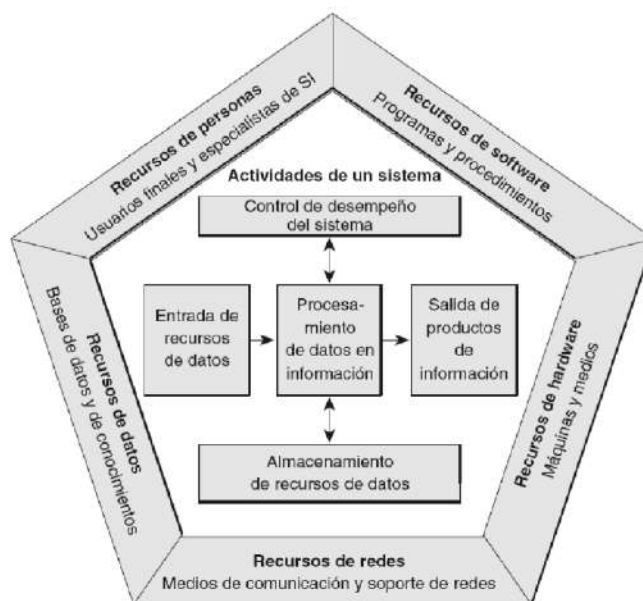 Recursos de personas
Usuarios finales y especialistas de SI
Recursos de software
Programas y procedimientos
Actividades de un sistema
Control de desempeño
del sistema
Entrada de
recursos
de datos
Procesa-
miento
de datos en
información
Salida de
productos
de
información
Almacenamiento
de recursos de datos
Recursos de datos
Bases de datos y de conocimientos
Recursos de hardware
Máquinas y medios
Recursos de redes
Medios de comunicación y soporte de redes